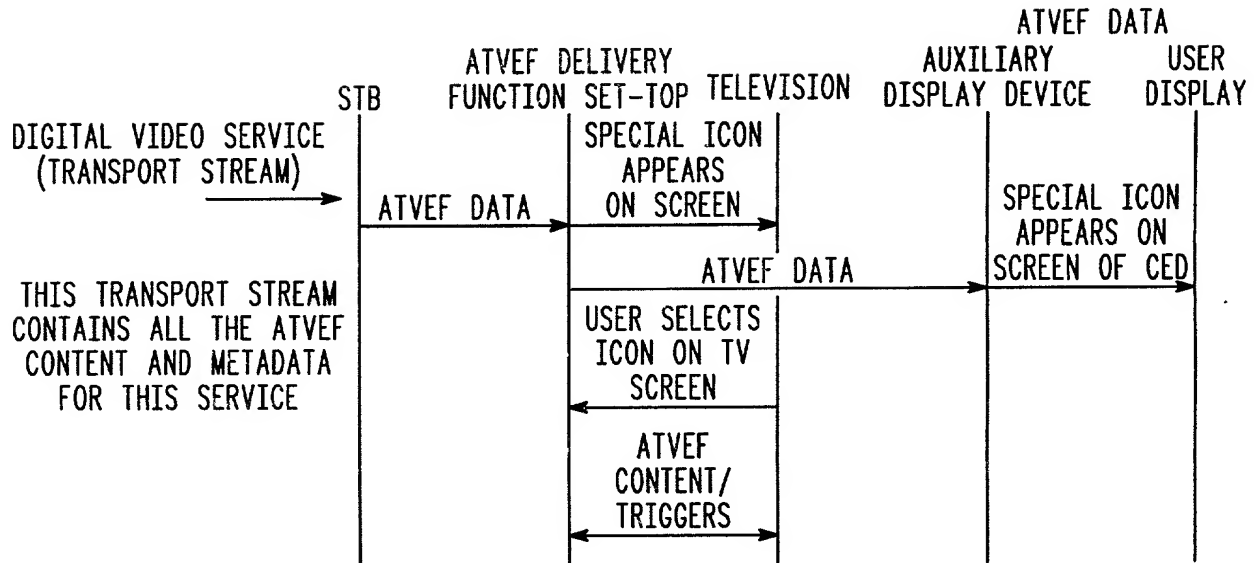 ATVEF DATA
STB
ATVEF DELIVERY
FUNCTION SET-TOP
TELEVISION
AUXILIARY
DISPLAY DEVICE
USER
DISPLAY
DIGITAL VIDEO SERVICE
(TRANSPORT STREAM)
ATVEF DATA
SPECIAL ICON
APPEARS
ON SCREEN
SPECIAL ICON
APPEARS ON
SCREEN OF CED
ATVEF DATA
THIS TRANSPORT STREAM
CONTAINS ALL THE ATVEF
CONTENT AND METADATA
FOR THIS SERVICE
USER SELECTS
ICON ON TV
SCREEN
ATVEF
CONTENT/
TRIGGERS